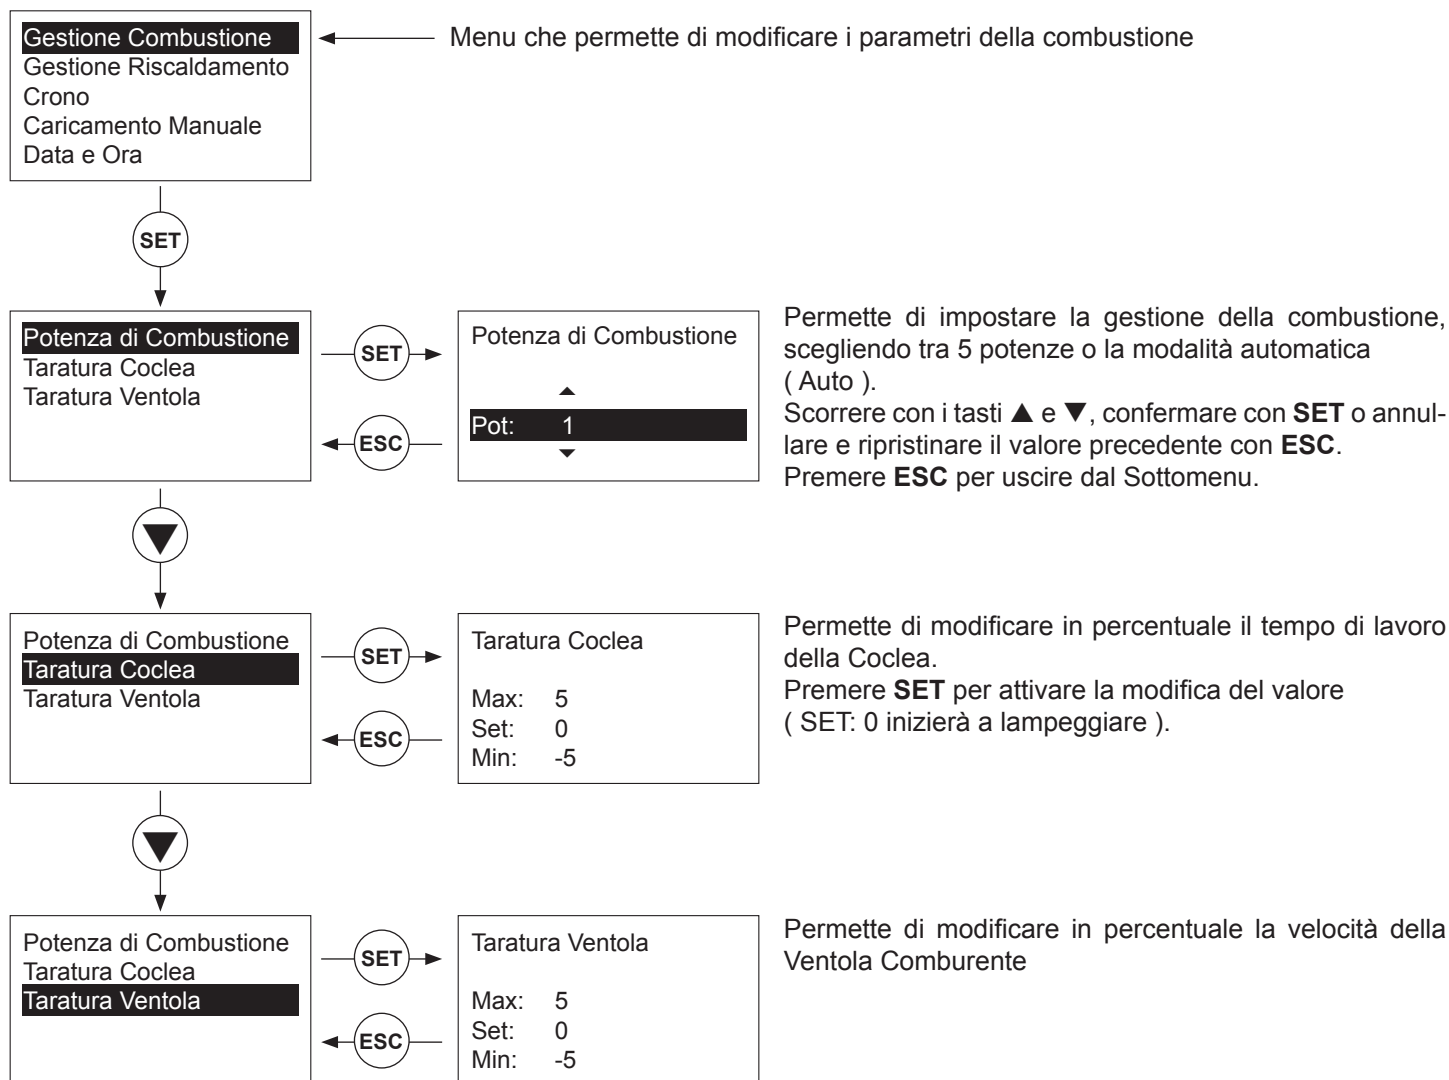 Gestione Combustione
Gestione Riscaldamento
Crono
Caricamento Manuale
Data e Ora
Menu che permette di modificare i parametri della combustione
SET
Potenza di Combustione
Taratura Coclea
Taratura Ventola
SET
ESC
Potenza di Combustione
▲
Pot: 1
▼
Permette di impostare la gestione della combustione,
scegliendo tra 5 potenze o la modalità automatica
( Auto ).
Scorrere con i tasti ▲ e ▼, confermare con SET o annul-
lare e ripristinare il valore precedente con ESC.
Premere ESC per uscire dal Sottomenu.
▼
Potenza di Combustione
Taratura Coclea
Taratura Ventola
SET
ESC
Taratura Coclea
Max: 5
Set: 0
Min: -5
Permette di modificare in percentuale il tempo di lavoro
della Coclea.
Premere SET per attivare la modifica del valore
( SET: 0 inizierà a lampeggiare ).
▼
Potenza di Combustione
Taratura Coclea
Taratura Ventola
SET
ESC
Taratura Ventola
Max: 5
Set: 0
Min: -5
Permette di modificare in percentuale la velocità della
Ventola Comburente